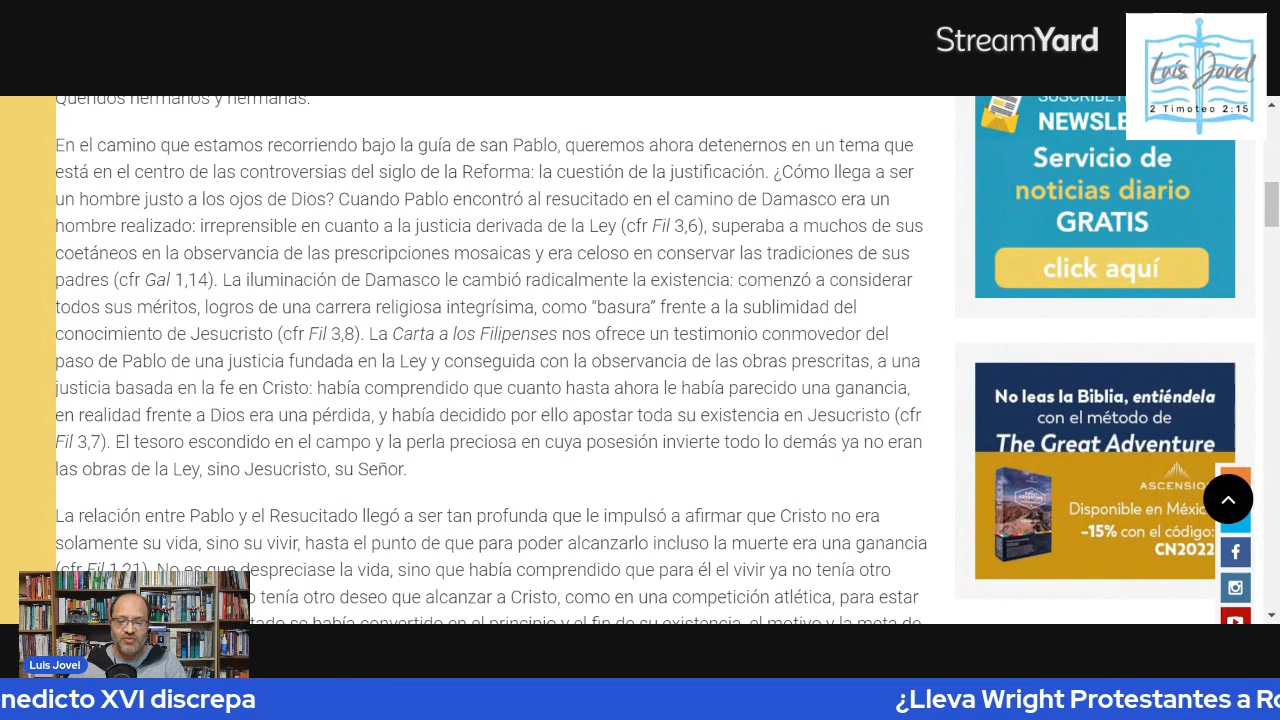 StreamYard
Luis Jovel
2 Timoteo 2:15
Queridos hermanos y hermanas:
En el camino que estamos recorriendo bajo la guía de san Pablo, queremos ahora detenernos en un tema que
está en el centro de las controversias del siglo de la Reforma: la cuestión de la justificación. ¿Cómo llega a ser
un hombre justo a los ojos de Dios? Cuando Pablo encontró al resucitado en el camino de Damasco era un
hombre realizado: irreprensible en cuanto a la justicia derivada de la Ley (cfr Fil 3,6), superaba a muchos de sus
coetáneos en la observancia de las prescripciones mosaicas y era celoso en conservar las tradiciones de sus
padres (cfr Gal 1,14). La iluminación de Damasco la cambió radicalmente la existencia: comenzó a considerar
todos sus méritos, logros de una carrera religiosa integrísima, como “basura” frente a la sublimidad del
conocimiento de Jesucristo (cfr Fil 3,8). La Carta a los Filipenses nos ofrece un testimonio conmovedor del
paso de Pablo de una justicia fundada en la Ley y conseguida con la observancia de las obras prescritas, a una
justicia basada en la fe en Cristo: había comprendido que cuanto hasta ahora le había parecido una ganancia,
en realidad frente a Dios era una pérdida, y había decidido por ello apostar toda su existencia en Jesucristo (cfr
Fil 3,7). El tesoro escondido en el campo y la perla preciosa en cuya posesión invierte todo lo demás ya no eran
las obras de la Ley, sino Jesucristo, su Señor.
La relación entre Pablo y el Resucitado llegó a ser tan profunda que le impulsó a afirmar que Cristo no era
solamente su vida, sino su vivir, hasta el punto de que para poder alcanzarlo incluso la muerte era una ganancia
(cfr Fil 1,21). No es que despreciase la vida, sino que había comprendido que para él el vivir ya no tenía otro
tenía otro deseo que alcanzar a Crito, como en una competición atlética, para estar
se había convertido en el principio y el fin de su existencia, el motivo y la meta de
NEWSLE
Servicio de
noticias diario
GRATIS
click aquí
No leas la Biblia, entiéndela
con el método de
The Great Adventure
ASCENSION
Disponible en Méxic
-15% con el código:
CN2022
Luis Jovel
nedicto XVI discrepa
¿Lleva Wright Protestantes a Ro